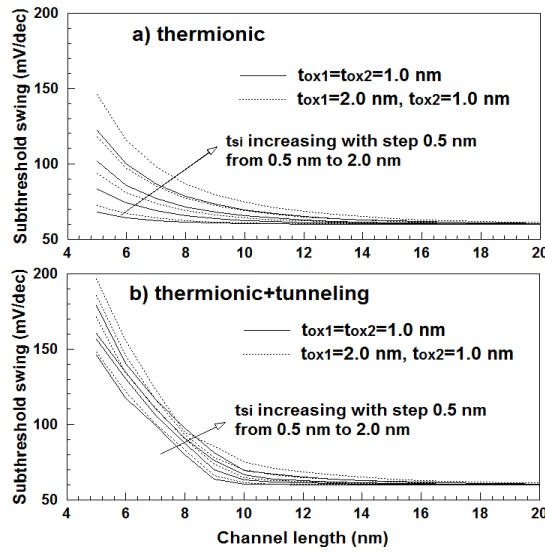 200
a) thermionic
tox1=tox2=1.0 nm
tox1=2.0 nm, tox2=1.0 nm
150
tsi increasing with step 0.5 nm
from 0.5 nm to 2.0 nm
100
50
Subthreshold swing (mV/dec)
4 6 8 10 12 14 16 18 20
200
b) thermionic+tunneling
tox1=tox2=1.0 nm
tox1=2.0 nm, tox2=1.0 nm
150
tsi increasing with step 0.5 nm
from 0.5 nm to 2.0 nm
100
50
Subthreshold swing (mV/dec)
4 6 8 10 12 14 16 18 20
Channel length (nm)